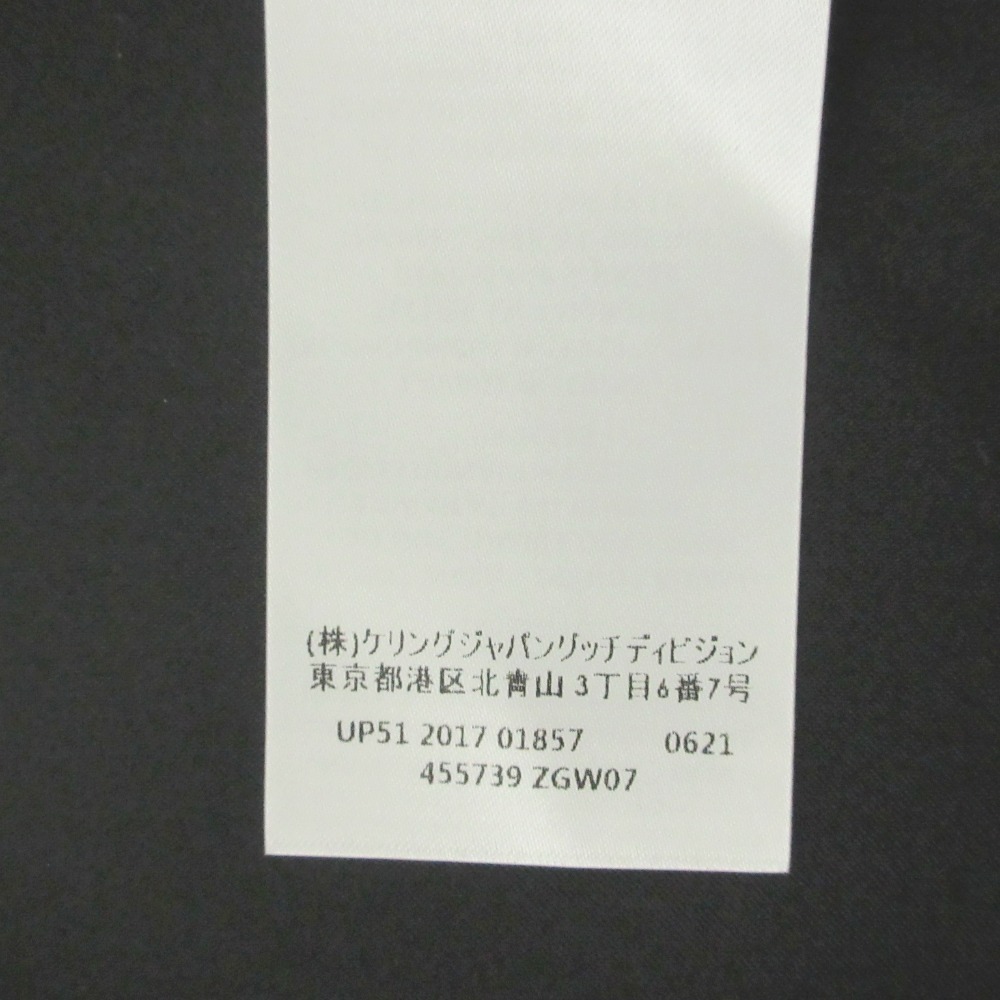 (株)ケリングジャパングッチ ディビジョン
東京都港区北青山 3丁目6番7号
UP51 2017 01857 0621
455739 ZGW07